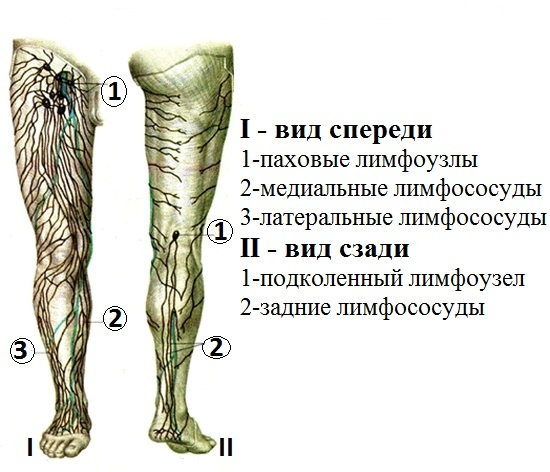 I - вид спереди
1-паховые лимфоузлы
2-медиальные лимфососуды
3-латеральные лимфососуды
II - вид сзади
1-подколенный лимфоузел
2-задние лимфососуды
1
1
2
3
2
I
II